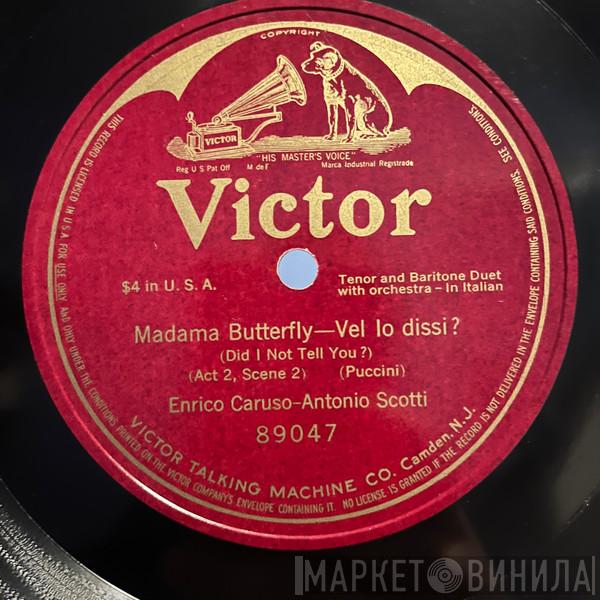 COPYRIGHT
VICTOR
"HIS MASTER'S VOICE"
Reg U S Pat Off M de F Marca Industrial Registrada
Victor
$4 in U. S. A.
Tenor and Baritone Duet
with orchestra – In Italian
Madama Butterfly—Vel lo dissi?
(Did I Not Tell You?)
(Act 2, Scene 2) (Puccini)
Enrico Caruso-Antonio Scotti
89047
VICTOR TALKING MACHINE CO. Camden, N. J.
THIS RECORD IS LICENSED IN U.S.A. FOR USE ONLY AND ONLY UNDER THE CONDITIONS PRINTED ON THE VICTOR COMPANY'S ENVELOPE CONTAINING IT. NO LICENSE IS GRANTED IF THE RECORD IS NOT DELIVERED IN THE ENVELOPE CONTAINING SAID CONDITIONS. SEE CONDITIONS.
МАРКЕТ ВИНИЛА